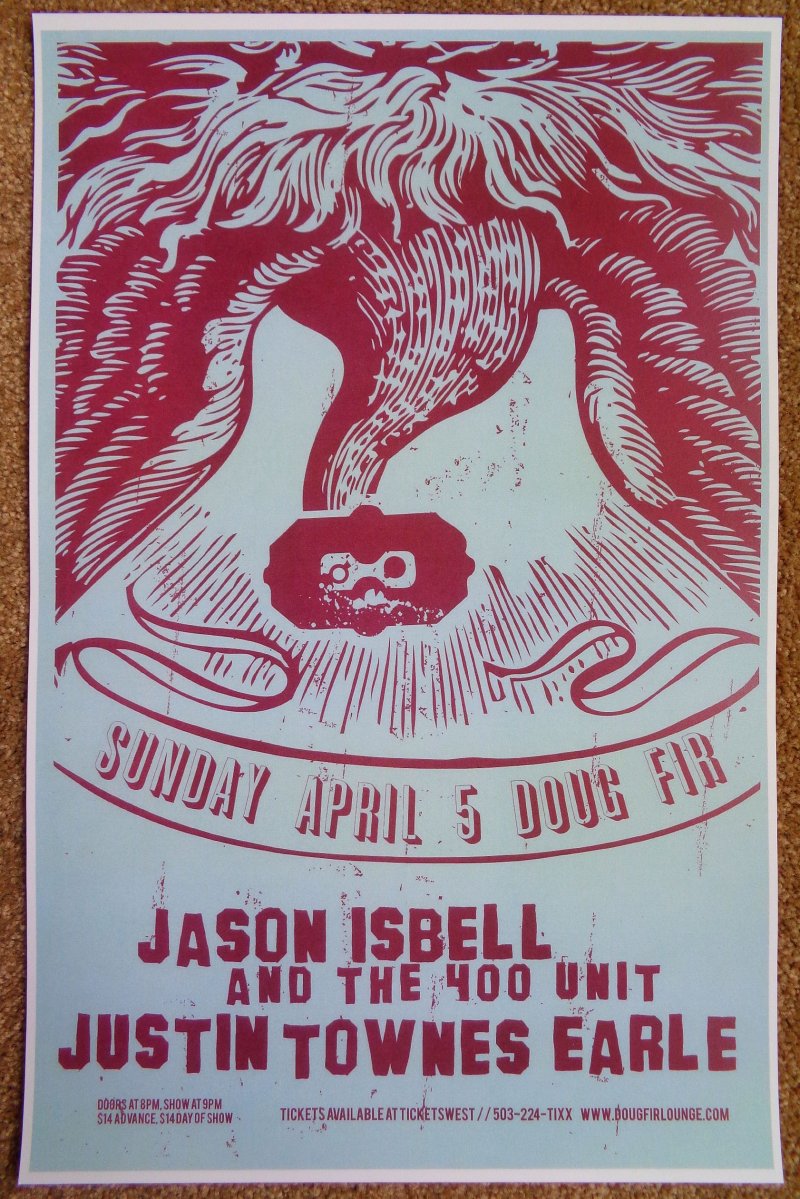 SUNDAY APRIL 5 DOUG FIR
JASON ISBELL
AND THE 400 UNIT
JUSTIN TOWNES EARLE
DOORS AT 8PM, SHOW AT 9PM
$14 ADVANCE, $14 DAY OF SHOW
TICKETS AVAILABLE AT TICKETSWEST // 503-224-TIXX WWW.DOUGFIRLOUNGE.COM